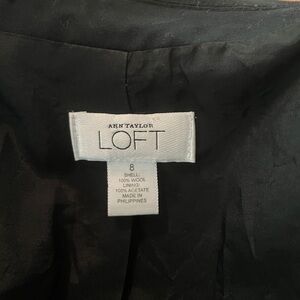 ANN TAYLOR
LOFT
8
SHELL:
100% WOOL
LINING:
100% ACETATE
MADE IN
PHILIPPINES